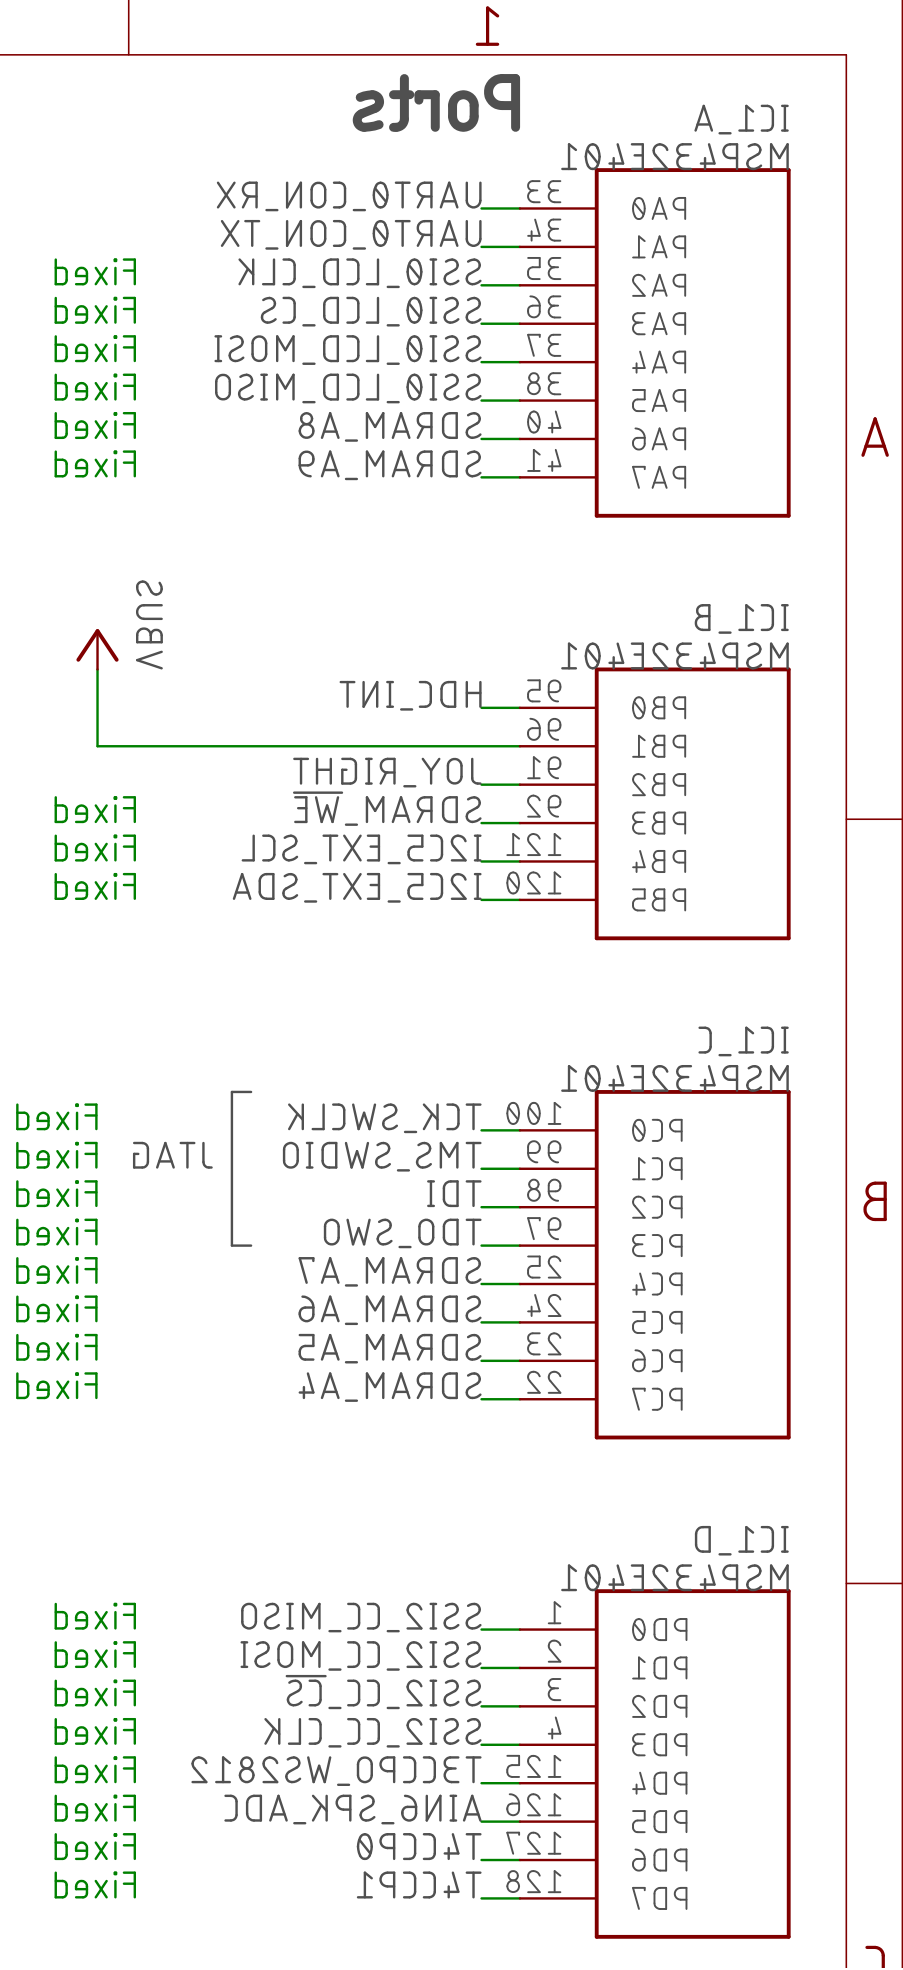 1
Ports
IC1_A
MSP432E401
PA0 33 UART0_CON_RX
PA1 34 UART0_CON_TX
PA2 35 SSI0_LCD_CLK Fixed
PA3 36 SSI0_LCD_CS Fixed
PA4 37 SSI0_LCD_MOSI Fixed
PA5 38 SSI0_LCD_MISO Fixed
PA6 40 SDRAM_A8 Fixed
PA7 41 SDRAM_A9 Fixed
A
VBUS
IC1_B
MSP432E401
PB0 95 HDC_INT
PB1 96
PB2 91 JOY_RIGHT
PB3 92 SDRAM_WE Fixed
PB4 121 I2C5_EXT_SCL Fixed
PB5 120 I2C5_EXT_SDA Fixed
IC1_C
MSP432E401
PC0 100 TCK_SWCLK Fixed
PC1 99 TMS_SWDIO JTAG Fixed
PC2 98 TDI Fixed
PC3 97 TDO_SWO Fixed
PC4 25 SDRAM_A7 Fixed
PC5 24 SDRAM_A6 Fixed
PC6 23 SDRAM_A5 Fixed
PC7 22 SDRAM_A4 Fixed
B
IC1_D
MSP432E401
PD0 1 SSI2_CC_MISO Fixed
PD1 2 SSI2_CC_MOSI Fixed
PD2 3 SSI2_CC_CS Fixed
PD3 4 SSI2_CC_CLK Fixed
PD4 125 T3CCP0_WS2812 Fixed
PD5 126 AIN6_SPK_ADC Fixed
PD6 127 T4CCP0 Fixed
PD7 128 T4CCP1 Fixed